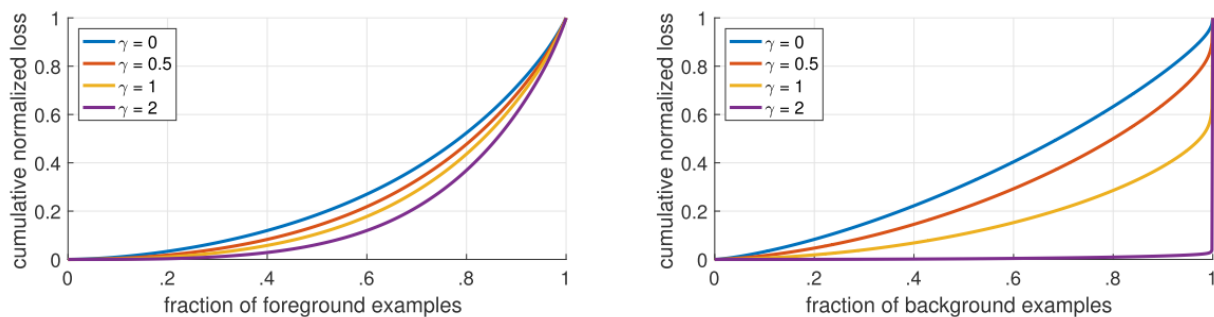 1
0.8
0.6
0.4
0.2
0
cumulative normalized loss
γ = 0
γ = 0.5
γ = 1
γ = 2
0 .2 .4 .6 .8 1
fraction of foreground examples
1
0.8
0.6
0.4
0.2
0
cumulative normalized loss
γ = 0
γ = 0.5
γ = 1
γ = 2
0 .2 .4 .6 .8 1
fraction of background examples